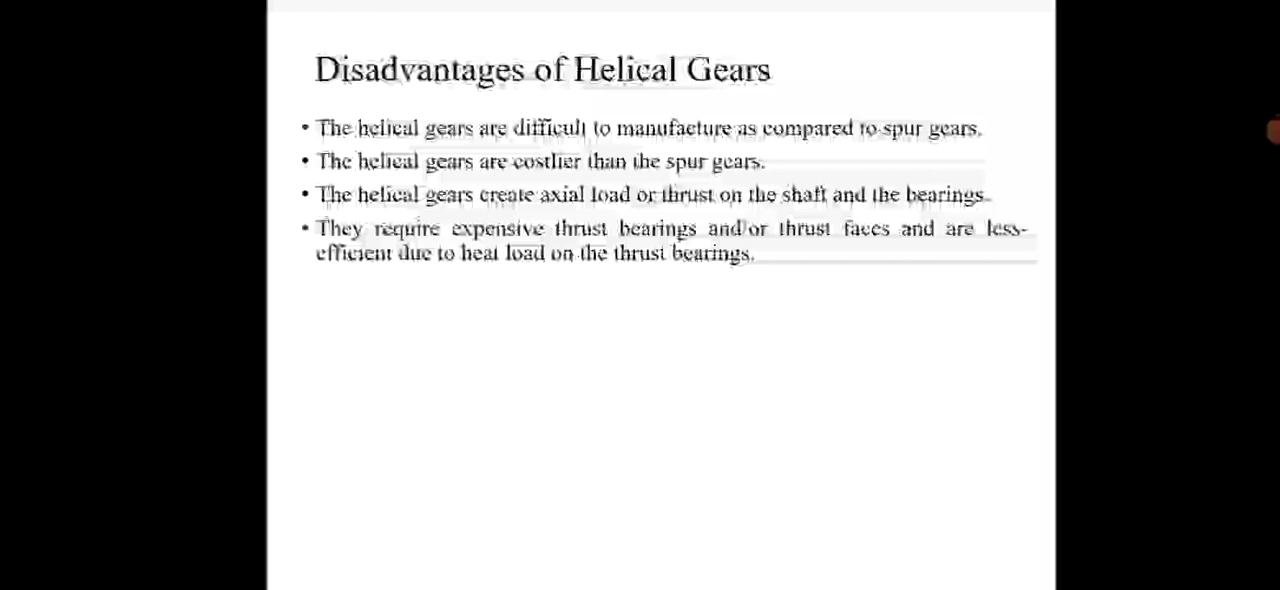 Disadvantages of Helical Gears
• The helical gears are difficult to manufacture as compared to spur gears.
• The helical gears are costlier than the spur gears.
• The helical gears create axial load or thrust on the shaft and the bearings.
• They require expensive thrust bearings and/or thrust faces and are less-
efficient due to heat load on the thrust bearings.